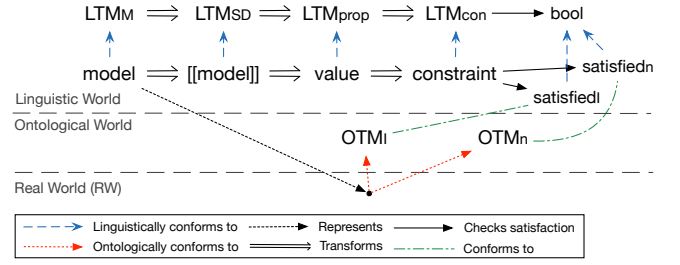 LTMM LTMSD LTMprop LTMcon bool
model [[model]] value constraint satisfiedn
Linguistic World satisfiedl
Ontological World
OTMl OTMn
Real World (RW)
Linguistically conforms to Represents Checks satisfaction
Ontologically conforms to Transforms Conforms to